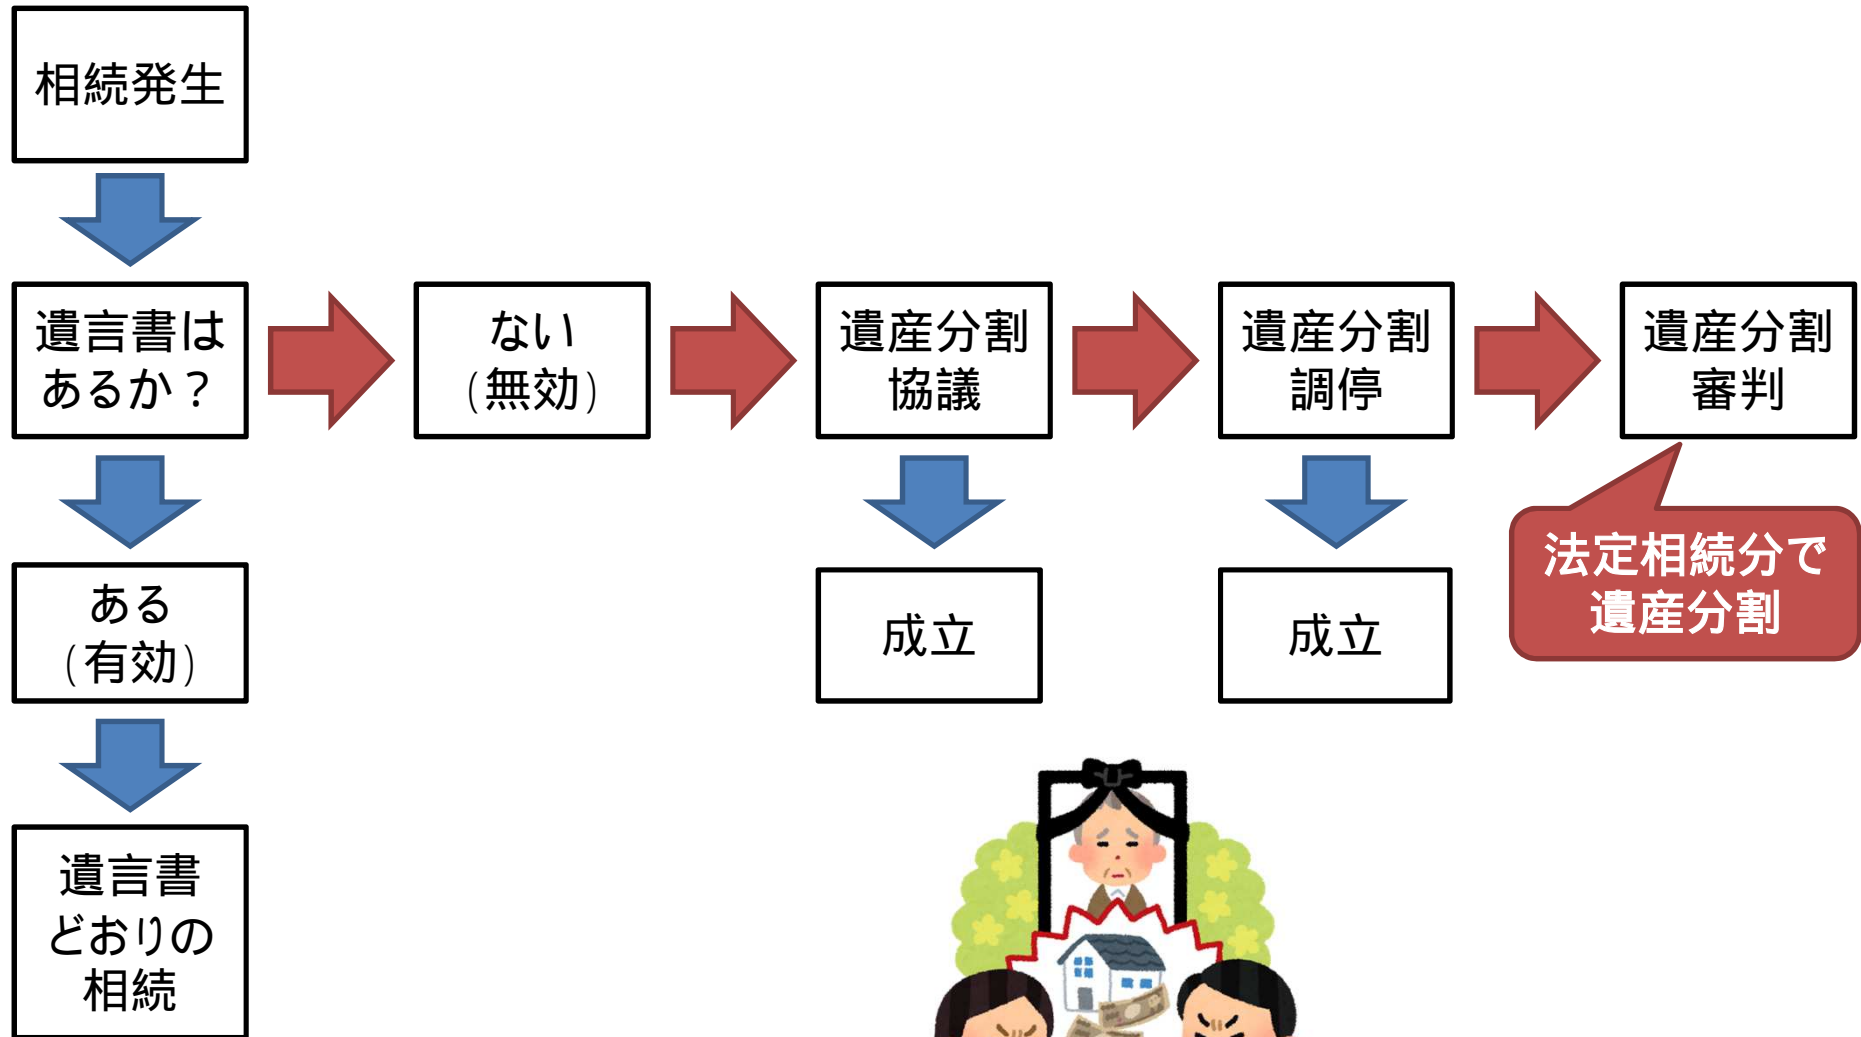 相続発生
遺言書は
あるか？
ない
（無効）
遺産分割
協議
遺産分割
調停
遺産分割
審判
ある
（有効）
成立
成立
法定相続分で
遺産分割
遺言書
どおりの
相続